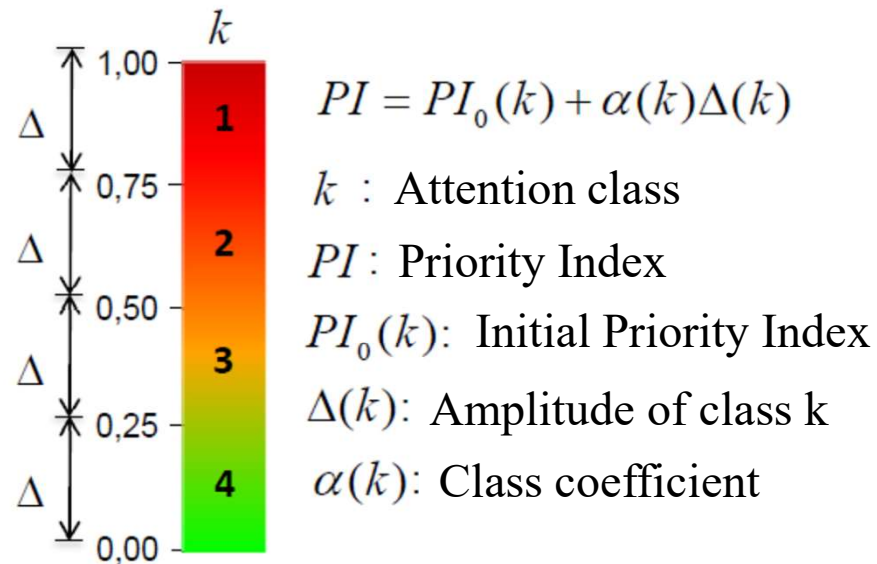 k
1,00
Δ
1
0,75
Δ
2
0,50
Δ
3
0,25
Δ
4
0,00
PI = PI₀(k) + α(k)Δ(k)
k : Attention class
PI : Priority Index
PI₀(k): Initial Priority Index
Δ(k): Amplitude of class k
α(k): Class coefficient